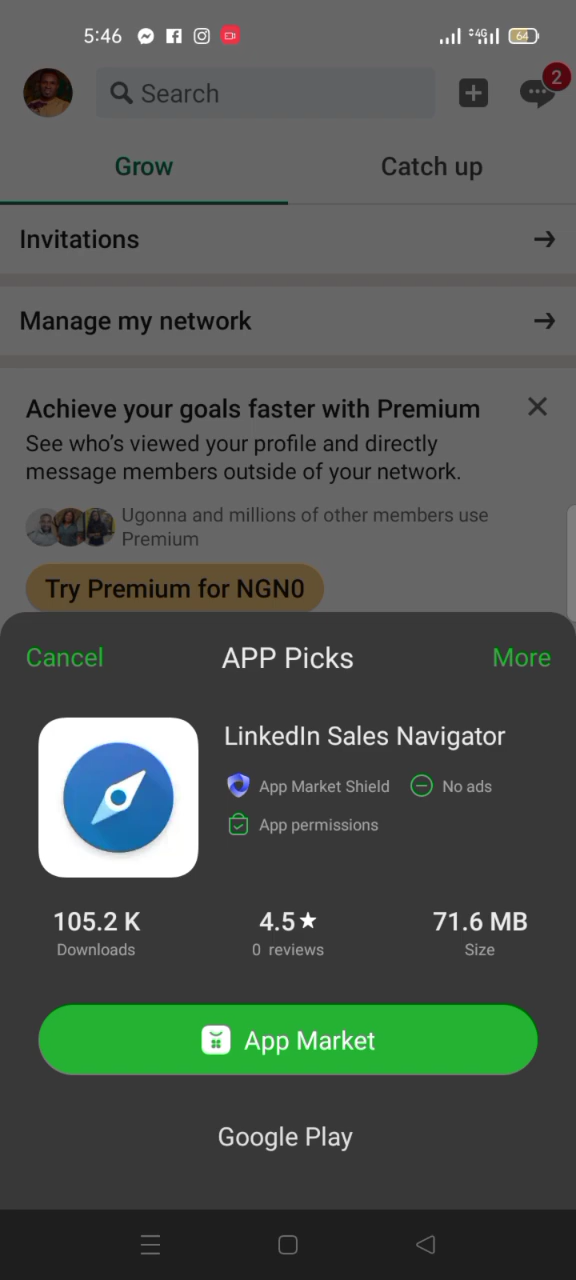 5:46
4G
64
Search
2
Grow
Catch up
Invitations
Manage my network
Achieve your goals faster with Premium
See who’s viewed your profile and directly
message members outside of your network.
Ugonna and millions of other members use
Premium
Try Premium for NGN0
Cancel
APP Picks
More
LinkedIn Sales Navigator
App Market Shield
No ads
App permissions
105.2 K
4.5★
71.6 MB
Downloads
0 reviews
Size
App Market
Google Play